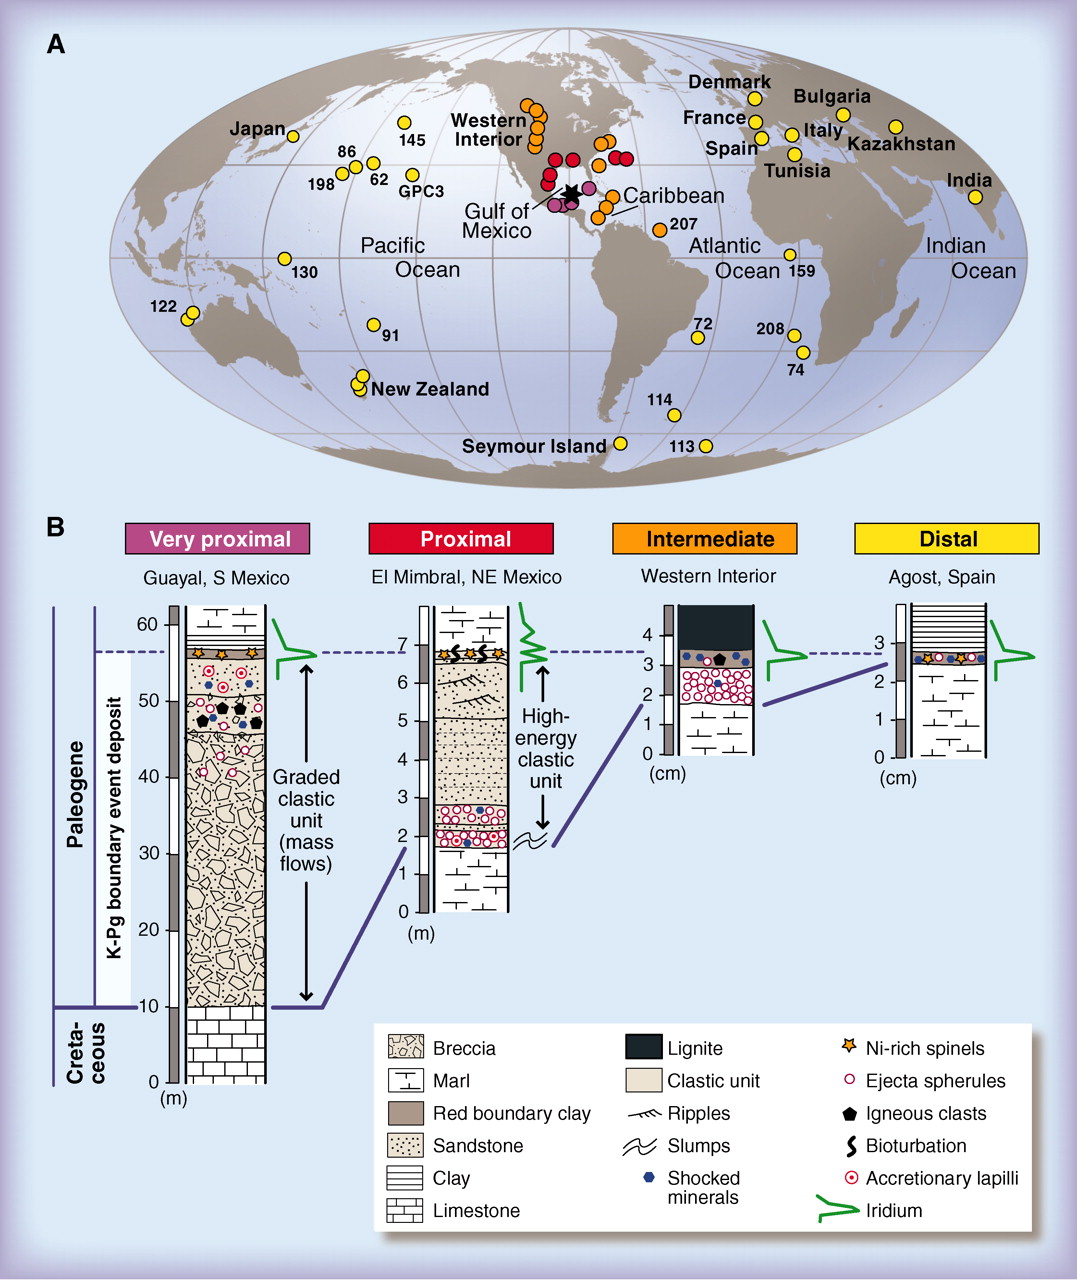 A
Denmark
Bulgaria
France
Western
Interior
Japan
145
Italy
Spain
Kazakhstan
86
62
198
GPC3
Tunisia
India
Caribbean
Gulf of
Mexico
207
Pacific
Ocean
Atlantic
Ocean
Indian
Ocean
130
159
122
91
72
208
74
New Zealand
114
Seymour Island
113
B
Very proximal
Proximal
Intermediate
Distal
Guayal, S Mexico
El Mimbral, NE Mexico
Western Interior
Agost, Spain
Paleogene
Creta-
ceous
K-Pg boundary event deposit
60
50
40
30
20
10
0
(m)
Graded
clastic
unit
(mass
flows)
7
6
5
4
3
2
1
0
(m)
High-
energy
clastic
unit
4
3
2
1
0
(cm)
3
2
1
0
(cm)
Breccia
Marl
Red boundary clay
Sandstone
Clay
Limestone
Lignite
Clastic unit
Ripples
Slumps
Shocked
minerals
Ni-rich spinels
Ejecta spherules
Igneous clasts
Bioturbation
Accretionary lapilli
Iridium